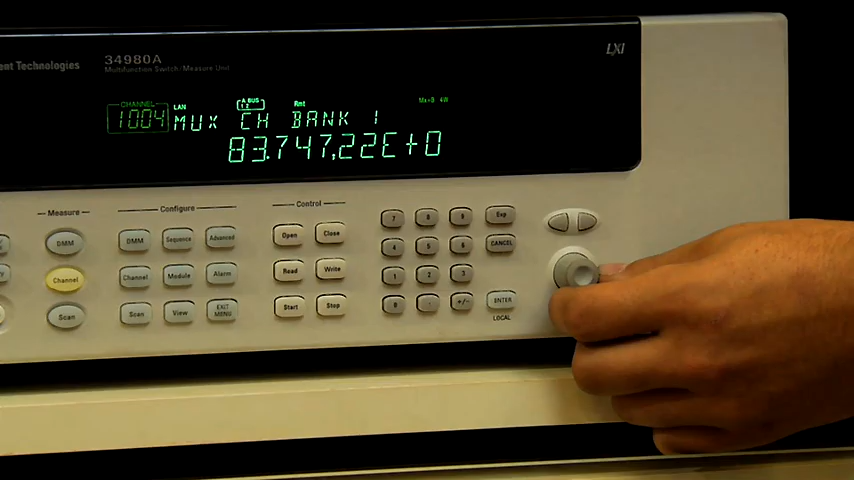 ent Technologies
34980A
Multifunction Switch/Measure Unit
LXI
CHANNEL
1004
LAN
A BUS
1 2
Rmt
MUX CH BANK 1
83.747,22E+0
Measure
Configure
Control
DMM
DMM
Sequence
Advanced
Open
Close
7
8
9
Exp
4
5
6
CANCEL
Channel
Channel
Module
Alarm
Read
Write
1
2
3
Scan
Scan
View
EXIT
MENU
Start
Stop
0
.
+/-
ENTER
LOCAL